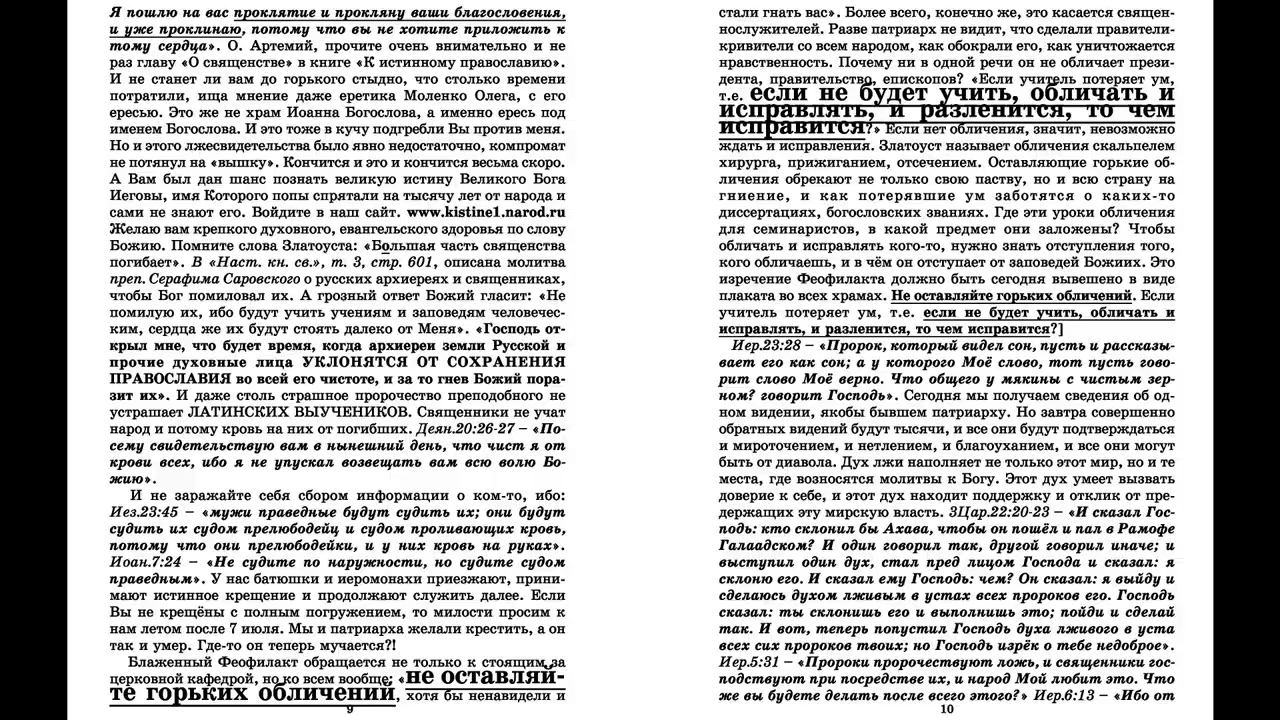 Я пошлю на вас проклятие и прокляну ваши благословения,
и уже проклинаю, потому что вы не хотите приложить к
тому сердца». О. Артемий, прочите очень внимательно и не
раз главу «О священстве» в книге «К истинному православию».
И не станет ли вам до горького стыдно, что столько времени
потратили, ища мнение даже еретика Моленко Олега, с его
ересью. Это же не храм Иоанна Богослова, а именно ересь под
именем Богослова. И это тоже в кучу подгребли Вы против меня.
Но и этого лжесвидетельства было явно недостаточно, компромат
не потянул на «вышку». Кончится и это и кончится весьма скоро.
А Вам был дан шанс познать великую истину Великого Бога
Иеговы, имя Которого попы спрятали на тысячу лет от народа и
сами не знают его. Войдите в наш сайт. www.kistine1.narod.ru
Желаю вам крепкого духовного, евангельского здоровья по слову
Божию. Помните слова Златоуста: «Большая часть священства
погибает». В «Наст. кн. св.», т. 3, стр. 601, описана молитва
преп. Серафима Саровского о русских архиереях и священниках,
чтобы Бог помиловал их. А грозный ответ Божий гласит: «Не
помилую их, ибо будут учить учениям и заповедям человечес-
ким, сердца же их будут стоять далеко от Меня». «Господь от-
крыл мне, что будет время, когда архиереи земли Русской и
прочие духовные лица УКЛОНЯТСЯ ОТ СОХРАНЕНИЯ
ПРАВОСЛАВИЯ во всей его чистоте, и за то гнев Божий пора-
зит их». И даже столь страшное пророчество преподобного не
устрашает ЛАТИНСКИХ ВЫУЧЕНИКОВ. Священники не учат
народ и потому кровь на них от погибших. Деян.20:26-27 – «По-
сему свидетельствую вам в нынешний день, что чист я от
крови всех, ибо я не упускал возвещать вам всю волю Бо-
жию».
И не заражайте себя сбором информации о ком-то, ибо:
Иез.23:45 – «мужи праведные будут судить их; они будут
судить их судом прелюбодейц и судом проливающих кровь,
потому что они прелюбодейки, и у них кровь на руках».
Иоан.7:24 – «Не судите по наружности, но судите судом
праведным». У нас батюшки и иеромонахи приезжают, прини-
мают истинное крещение и продолжают служить далее. Если
Вы не крещёны с полным погружением, то милости просим к
нам летом после 7 июля. Мы и патриарха желали крестить, а он
так и умер. Где-то он теперь мучается?!
Блаженный Феофилакт обращается не только к стоящим за
церковной кафедрой, но ко всем вообще: «не оставляй-
те горьких обличений, хотя бы ненавидели и
9
стали гнать вас». Более всего, конечно же, это касается священ-
нослужителей. Разве патриарх не видит, что сделали правители-
кривители со всем народом, как обокрали его, как уничтожается
нравственность. Почему ни в одной речи он не обличает прези-
дента, правительство, епископов? «Если учитель потеряет ум,
т.е. если не будет учить, обличать и
исправлять, и разленится, то чем
исправится?» Если нет обличения, значит, невозможно
ждать и исправления. Златоуст называет обличения скальпелем
хирурга, прижиганием, отсечением. Оставляющие горькие об-
личения обрекают не только свою паству, но и всю страну на
гниение, и как потерявшие ум заботятся о каких-то
диссертациях, богословских званиях. Где эти уроки обличения
для семинаристов, в какой предмет они заложены? Чтобы
обличать и исправлять кого-то, нужно знать отступления того,
кого обличаешь, и в чём он отступает от заповедей Божиих. Это
изречение Феофилакта должно быть сегодня вывешено в виде
плаката во всех храмах. Не оставляйте горьких обличений. Если
учитель потеряет ум, т.е. если не будет учить, обличать и
исправлять, и разленится, то чем исправится?]
Иер.23:28 – «Пророк, который видел сон, пусть и рассказы-
вает его как сон; а у которого Моё слово, тот пусть гово-
рит слово Моё верно. Что общего у мякины с чистым зер-
ном? говорит Господь». Сегодня мы получаем сведения об од-
ном видении, якобы бывшем патриарху. Но завтра совершенно
обратных видений будут тысячи, и все они будут подтверждаться
и мироточением, и нетлением, и благоуханием, и все они могут
быть от диавола. Дух лжи наполняет не только этот мир, но и те
места, где возносятся молитвы к Богу. Этот дух умеет вызвать
доверие к себе, и этот дух находит поддержку и отклик от пре-
держащих эту мирскую власть. 3Цар.22:20-23 – «И сказал Гос-
подь: кто склонил бы Ахава, чтобы он пошёл и пал в Рамофе
Галаадском? И один говорил так, другой говорил иначе; и
выступил один дух, стал пред лицом Господа и сказал: я
склоню его. И сказал ему Господь: чем? Он сказал: я выйду и
сделаюсь духом лживым в устах всех пророков его. Господь
сказал: ты склонишь его и выполнишь это; пойди и сделай
так. И вот, теперь попустил Господь духа лживого в уста
всех сих пророков твоих; но Господь изрёк о тебе недоброе».
Иер.5:31 – «Пророки пророчествуют ложь, и священники гос-
подствуют при посредстве их, и народ Мой любит это. Что
же вы будете делать после всего этого?» Иер.6:13 – «Ибо от
10